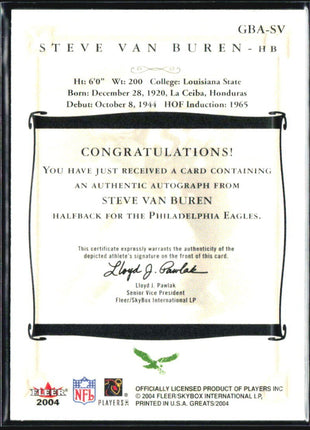 GBA-SV
STEVE VAN BUREN - HB
Ht: 6'0" Wt: 200 College: Louisiana State
Born: December 28, 1920, La Ceiba, Honduras
Debut: October 8, 1944 HOF Induction: 1965
CONGRATULATIONS!
YOU HAVE JUST RECEIVED A CARD CONTAINING
AN AUTHENTIC AUTOGRAPH FROM
STEVE VAN BUREN
HALFBACK FOR THE PHILADELPHIA EAGLES.
This certificate expressly warrants the authenticity of the
depicted athlete's signature on the front of this card.
Lloyd J. Pawlak
Lloyd J. Pawlak
Senior Vice President
Fleer/SkyBox International LP
FLEER
2004
NFL
PLAYERS INC
OFFICIALLY LICENSED PRODUCT OF PLAYERS INC
© 2004 FLEER/SKYBOX INTERNATIONAL LP,
PRINTED IN U.S.A. GREATS/2004